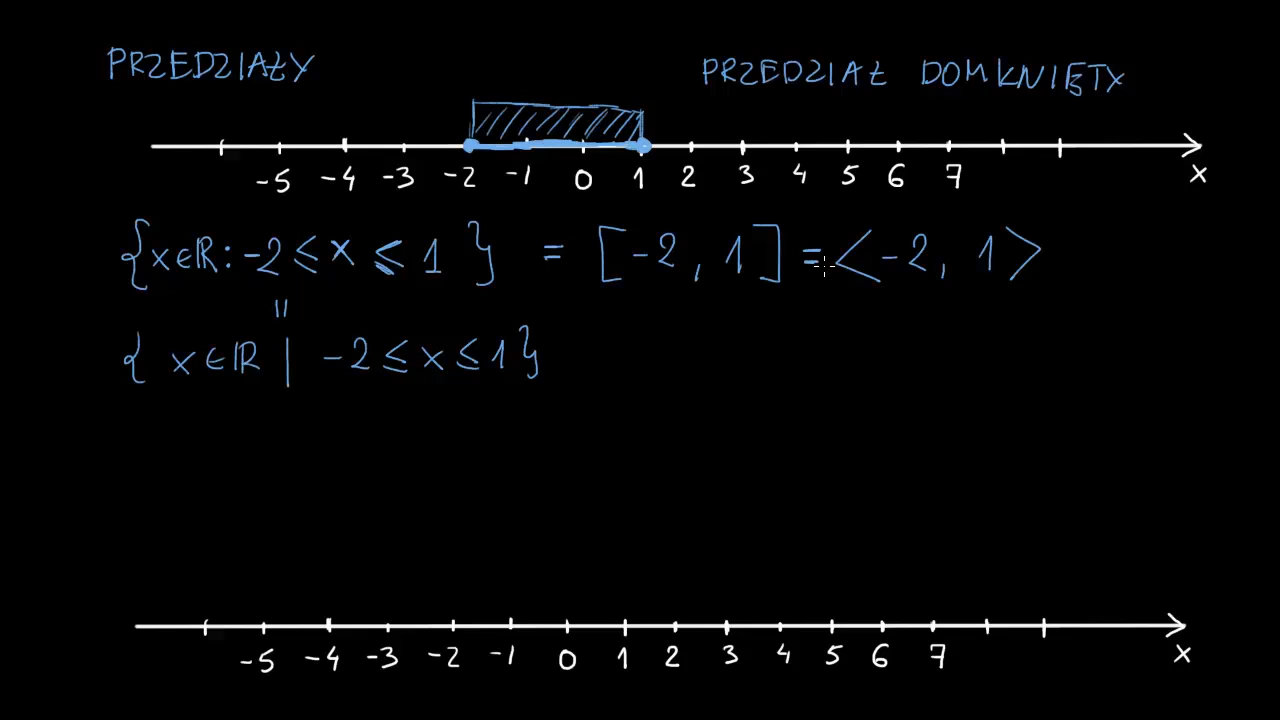 PRZEDZIAŁY
PRZEDZIAŁ DOMKNIĘTY
-5 -4 -3 -2 -1 0 1 2 3 4 5 6 7 x
{x∈ℝ: -2 ≤ x ≤ 1} = [-2, 1] = <-2, 1>
=
{ x∈ℝ | -2 ≤ x ≤ 1}
-5 -4 -3 -2 -1 0 1 2 3 4 5 6 7 x